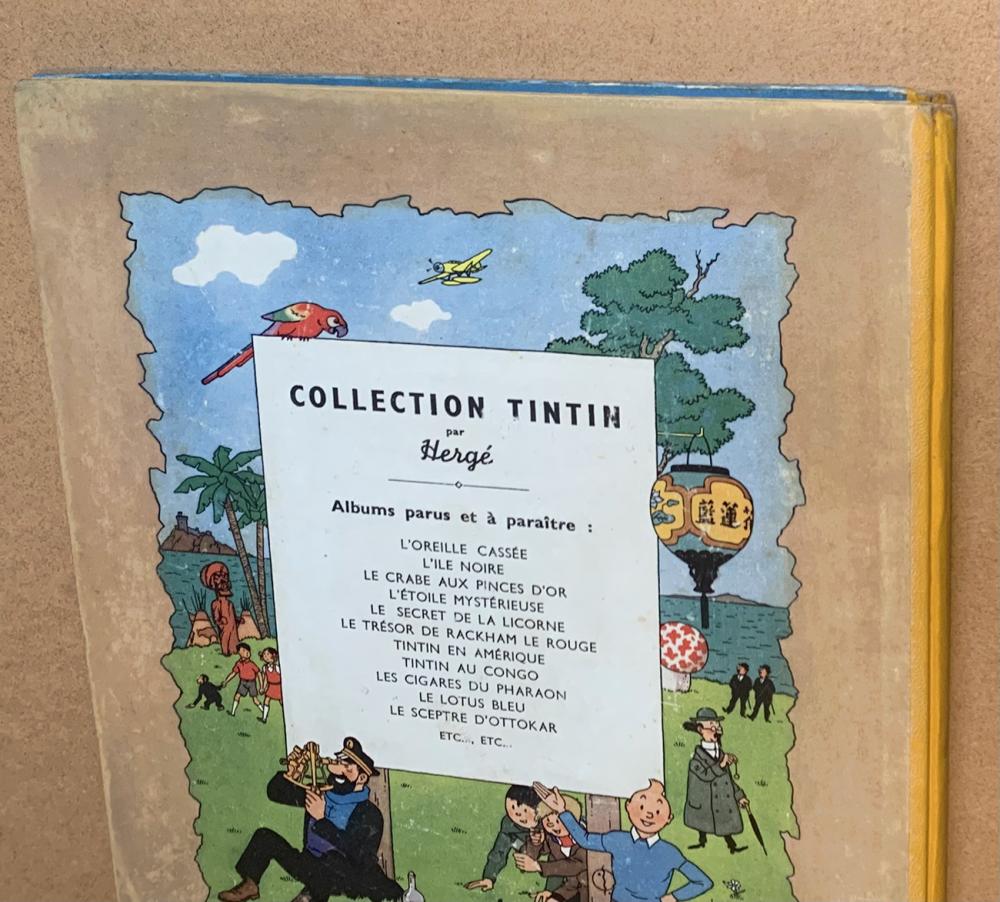 COLLECTION TINTIN
par
Hergé
Albums parus et à paraître :
L'OREILLE CASSÉE
L'ILE NOIRE
LE CRABE AUX PINCES D'OR
L'ÉTOILE MYSTÉRIEUSE
LE SECRET DE LA LICORNE
LE TRÉSOR DE RACKHAM LE ROUGE
TINTIN EN AMÉRIQUE
TINTIN AU CONGO
LES CIGARES DU PHARAON
LE LOTUS BLEU
LE SCEPTRE D'OTTOKAR
ETC..., ETC...
藍蓮